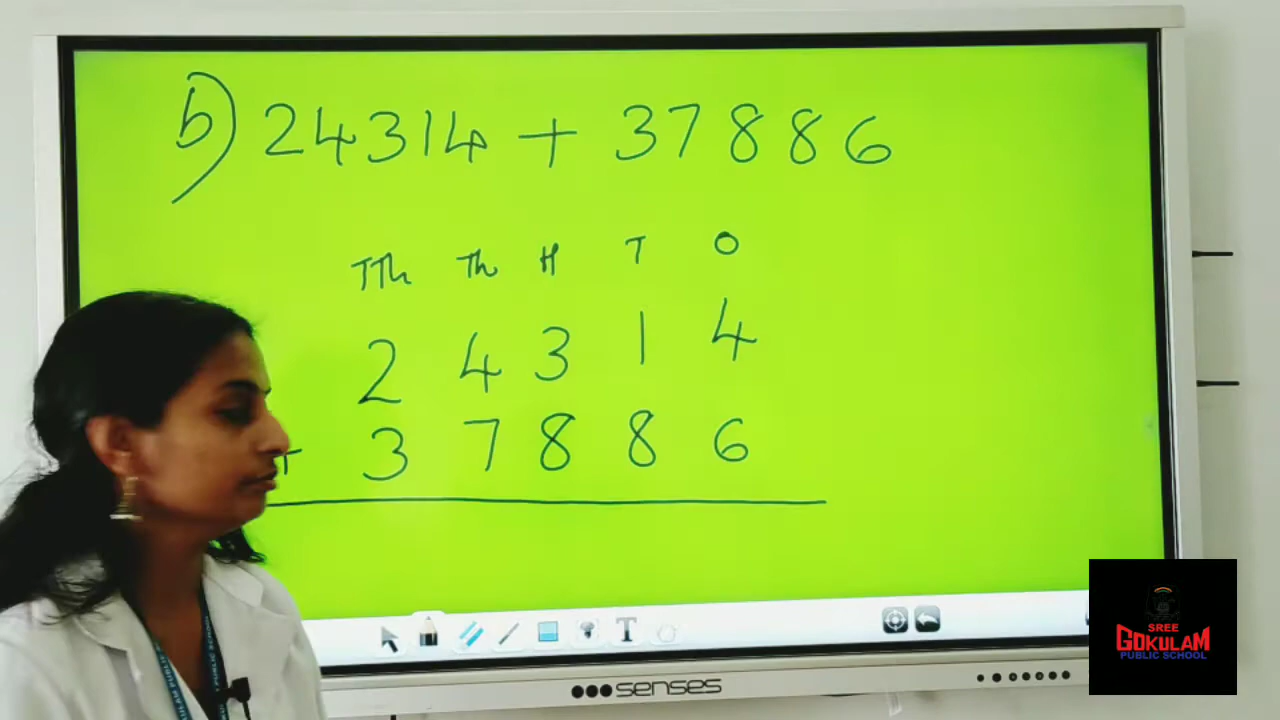 b) 24314 + 37886
TTh Th H T O
2 4 3 1 4
+ 3 7 8 8 6
T
senses
SREE
GOKULAM
PUBLIC SCHOOL